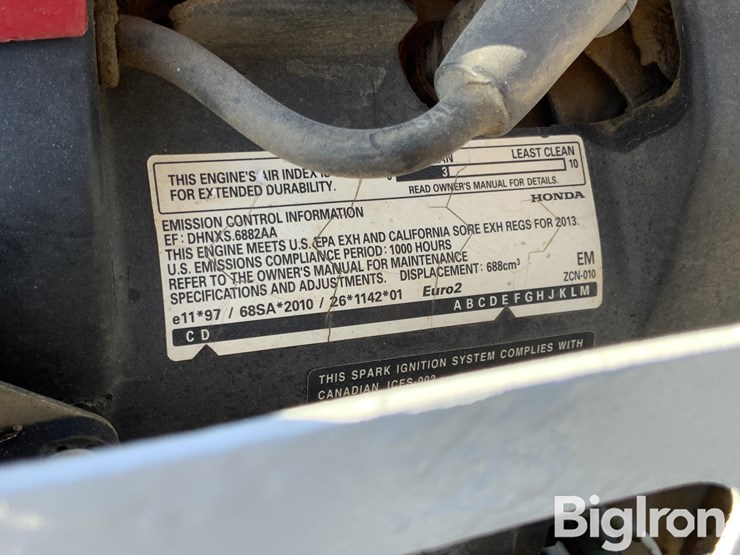 THIS ENGINE'S AIR INDEX IS
FOR EXTENDED DURABILITY.
LEAST CLEAN
3
10
READ OWNER'S MANUAL FOR DETAILS.
HONDA
EMISSION CONTROL INFORMATION
EF: DHNXS.6882AA
THIS ENGINE MEETS U.S. EPA EXH AND CALIFORNIA SORE EXH REGS FOR 2013.
U.S. EMISSIONS COMPLIANCE PERIOD: 1000 HOURS
REFER TO THE OWNER'S MANUAL FOR MAINTENANCE
SPECIFICATIONS AND ADJUSTMENTS. DISPLACEMENT: 688cm³
EM
ZCN-010
e11*97 / 68SA*2010 / 26*1142*01 Euro2
C D
A B C D E F G H J K L M
THIS SPARK IGNITION SYSTEM COMPLIES WITH
CANADIAN ICES-002
BigIron